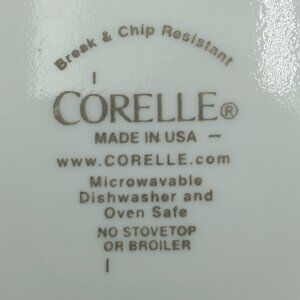 Break & Chip Resistant
CORELLE®
MADE IN USA –
www.CORELLE.com
Microwavable
Dishwasher and
Oven Safe
NO STOVETOP
OR BROILER